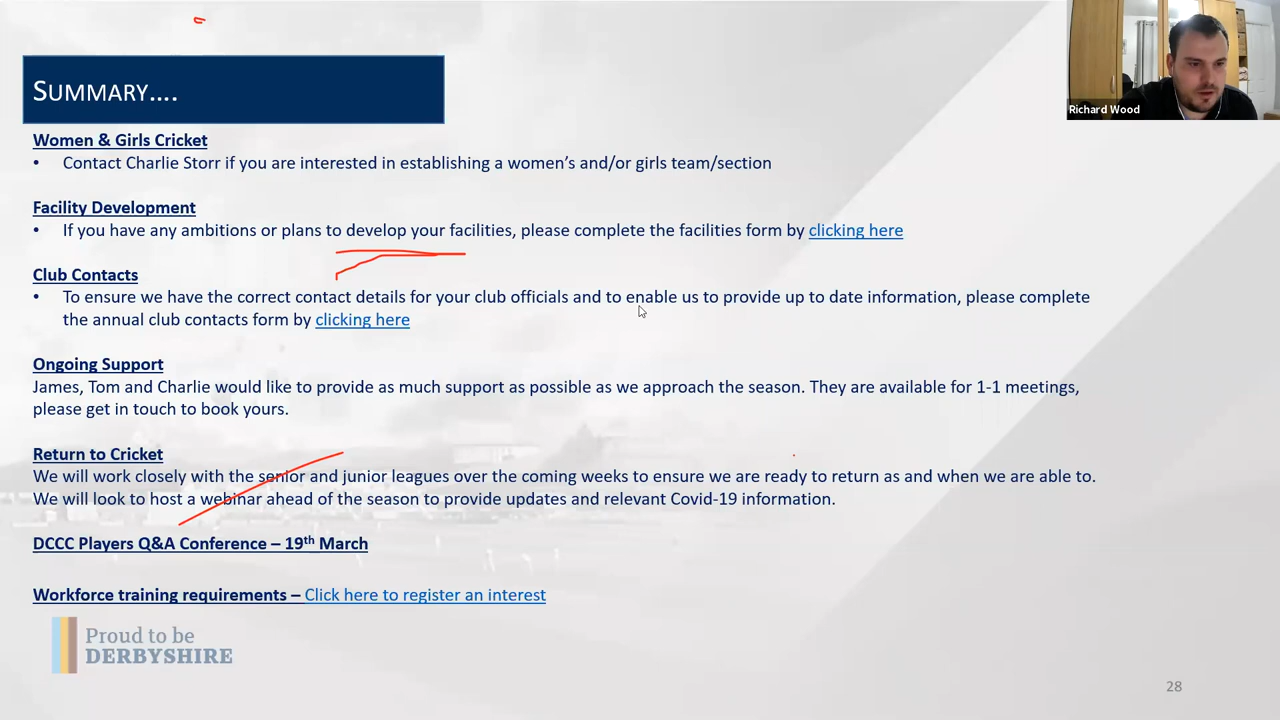 SUMMARY....
Richard Wood
Women & Girls Cricket
• Contact Charlie Storr if you are interested in establishing a women’s and/or girls team/section
Facility Development
• If you have any ambitions or plans to develop your facilities, please complete the facilities form by clicking here
Club Contacts
• To ensure we have the correct contact details for your club officials and to enable us to provide up to date information, please complete
the annual club contacts form by clicking here
Ongoing Support
James, Tom and Charlie would like to provide as much support as possible as we approach the season. They are available for 1-1 meetings,
please get in touch to book yours.
Return to Cricket
We will work closely with the senior and junior leagues over the coming weeks to ensure we are ready to return as and when we are able to.
We will look to host a webinar ahead of the season to provide updates and relevant Covid-19 information.
DCCC Players Q&A Conference – 19th March
Workforce training requirements – Click here to register an interest
Proud to be
DERBYSHIRE
28